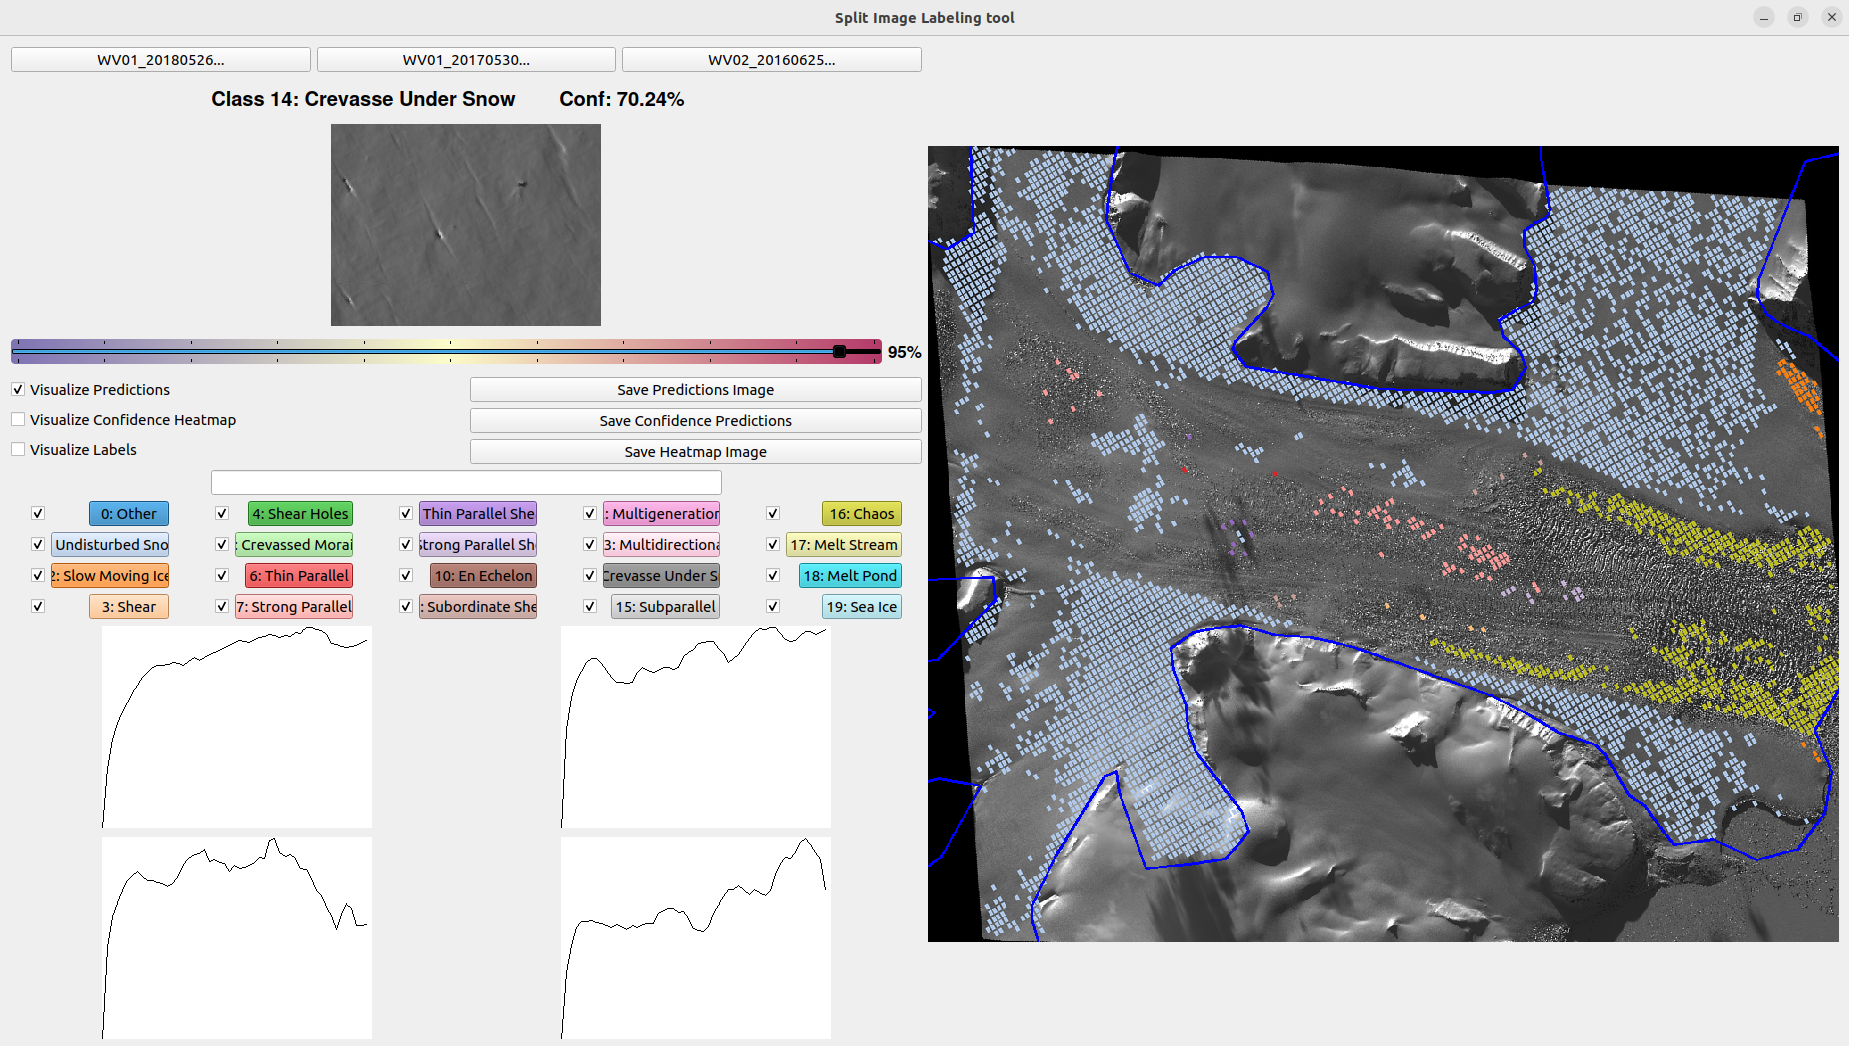 Split Image Labeling tool
WV01_20180526...
WV01_20170530...
WV02_20160625...
Class 14: Crevasse Under Snow Conf: 70.24%
95%
Visualize Predictions
Save Predictions Image
Visualize Confidence Heatmap
Save Confidence Predictions
Visualize Labels
Save Heatmap Image
0: Other
4: Shear Holes
Thin Parallel She
: Multigeneration
16: Chaos
Undisturbed Sno
: Crevassed Morai
Strong Parallel She
3: Multidirectiona
17: Melt Stream
2: Slow Moving Ice
6: Thin Parallel
10: En Echelon
Crevasse Under S
18: Melt Pond
3: Shear
7: Strong Parallel
: Subordinate She
15: Subparallel
19: Sea Ice